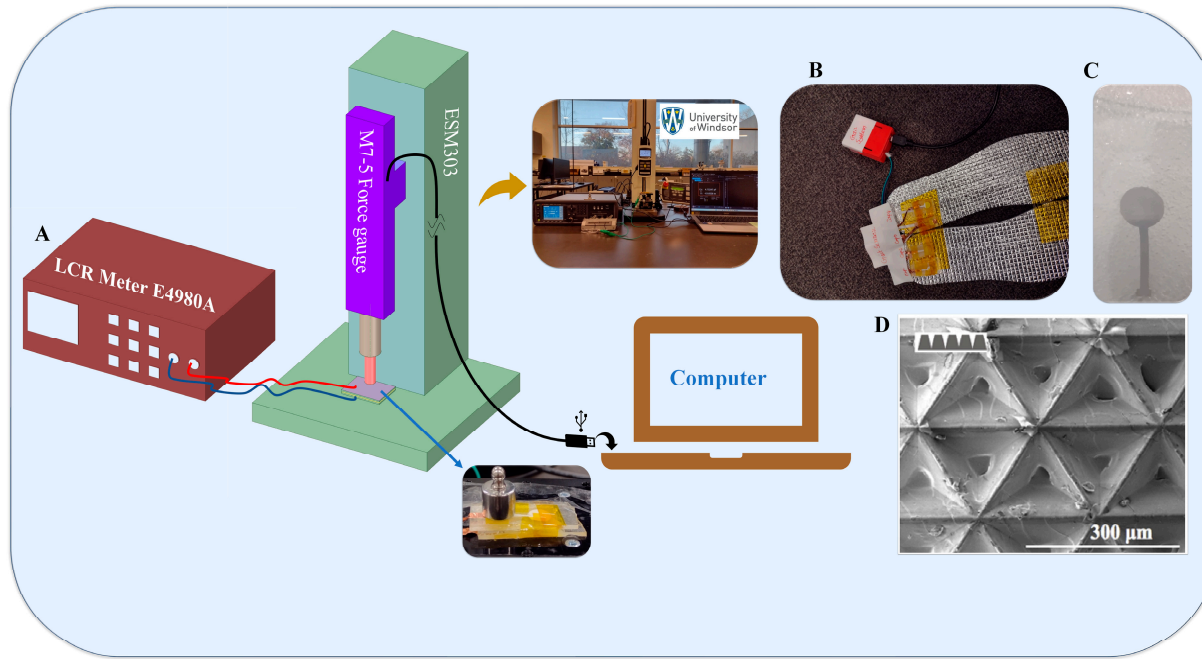 A
LCR Meter E4980A
M7-5 Force gauge
ESM303
University
of Windsor
B
C
Computer
D
300 μm